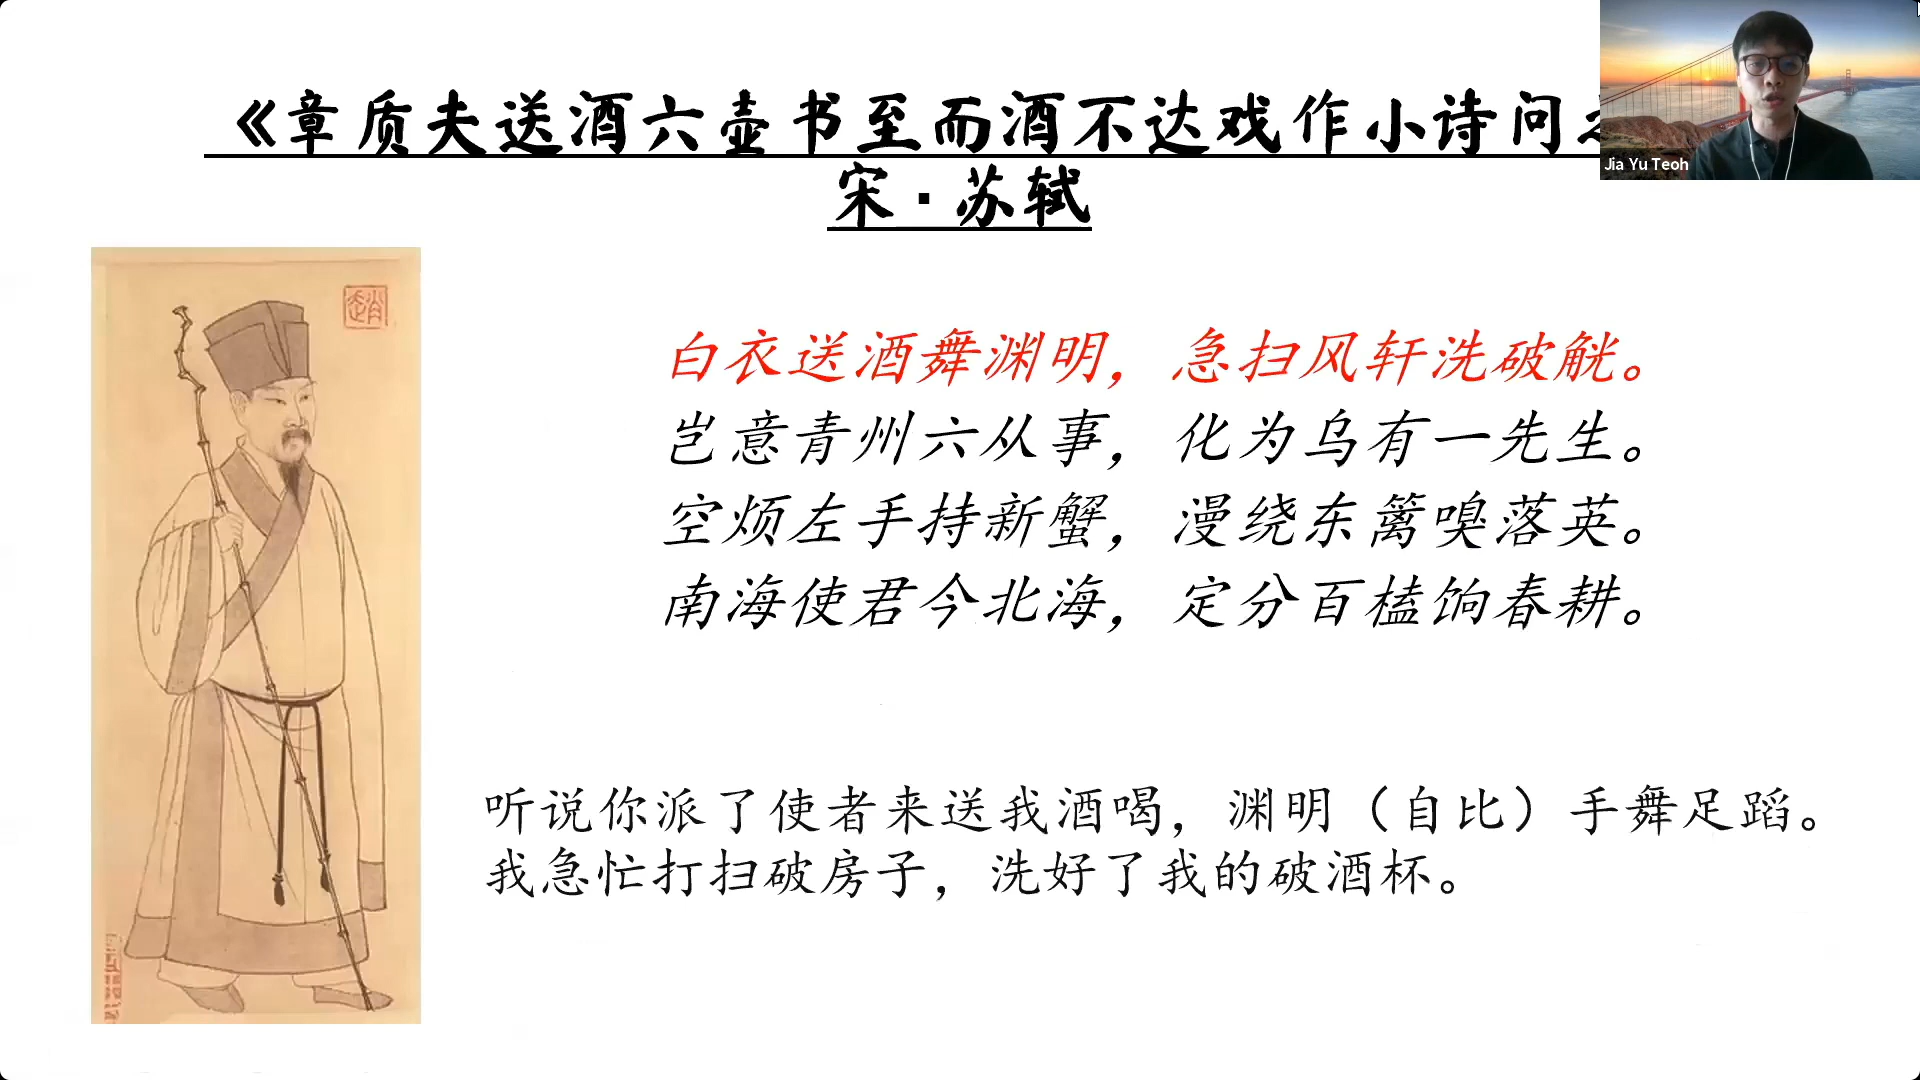 《章质夫送酒六壶书至而酒不达戏作小诗问
宋·苏轼
Jia Yu Teoh
白衣送酒舞渊明，急扫风轩洗破觥。
岂意青州六从事，化为乌有一先生。
空烦左手持新蟹，漫绕东篱嗅落英。
南海使君今北海，定分百榼饷春耕。
听说你派了使者来送我酒喝，渊明（自比）手舞足蹈。
我急忙打扫破房子，洗好了我的破酒杯。